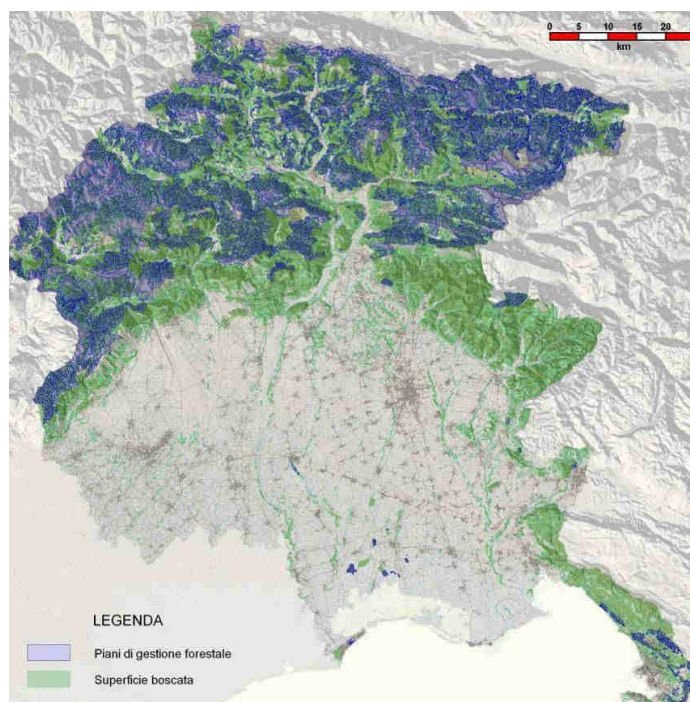 0 5 10 15 20
km
LEGENDA
Piani di gestione forestale
Superficie boscata